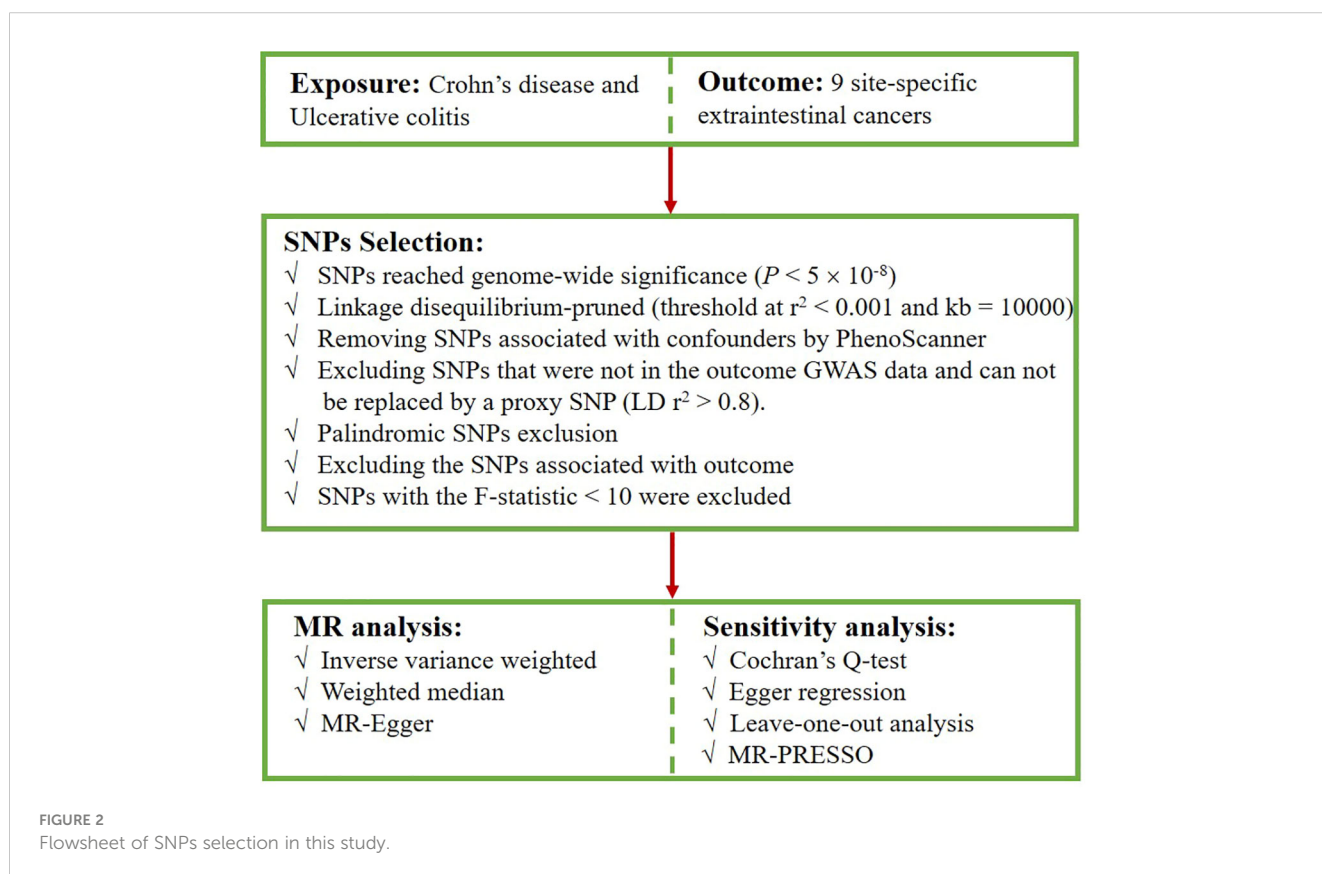 Exposure: Crohn's disease and
Ulcerative colitis
Outcome: 9 site-specific
extraintestinal cancers
SNPs Selection:
√ SNPs reached genome-wide significance (P < 5 × 10⁻⁸)
√ Linkage disequilibrium-pruned (threshold at r² < 0.001 and kb = 10000)
√ Removing SNPs associated with confounders by PhenoScanner
√ Excluding SNPs that were not in the outcome GWAS data and can not
be replaced by a proxy SNP (LD r² > 0.8).
√ Palindromic SNPs exclusion
√ Excluding the SNPs associated with outcome
√ SNPs with the F-statistic < 10 were excluded
MR analysis:
√ Inverse variance weighted
√ Weighted median
√ MR-Egger
Sensitivity analysis:
√ Cochran's Q-test
√ Egger regression
√ Leave-one-out analysis
√ MR-PRESSO
FIGURE 2
Flowsheet of SNPs selection in this study.